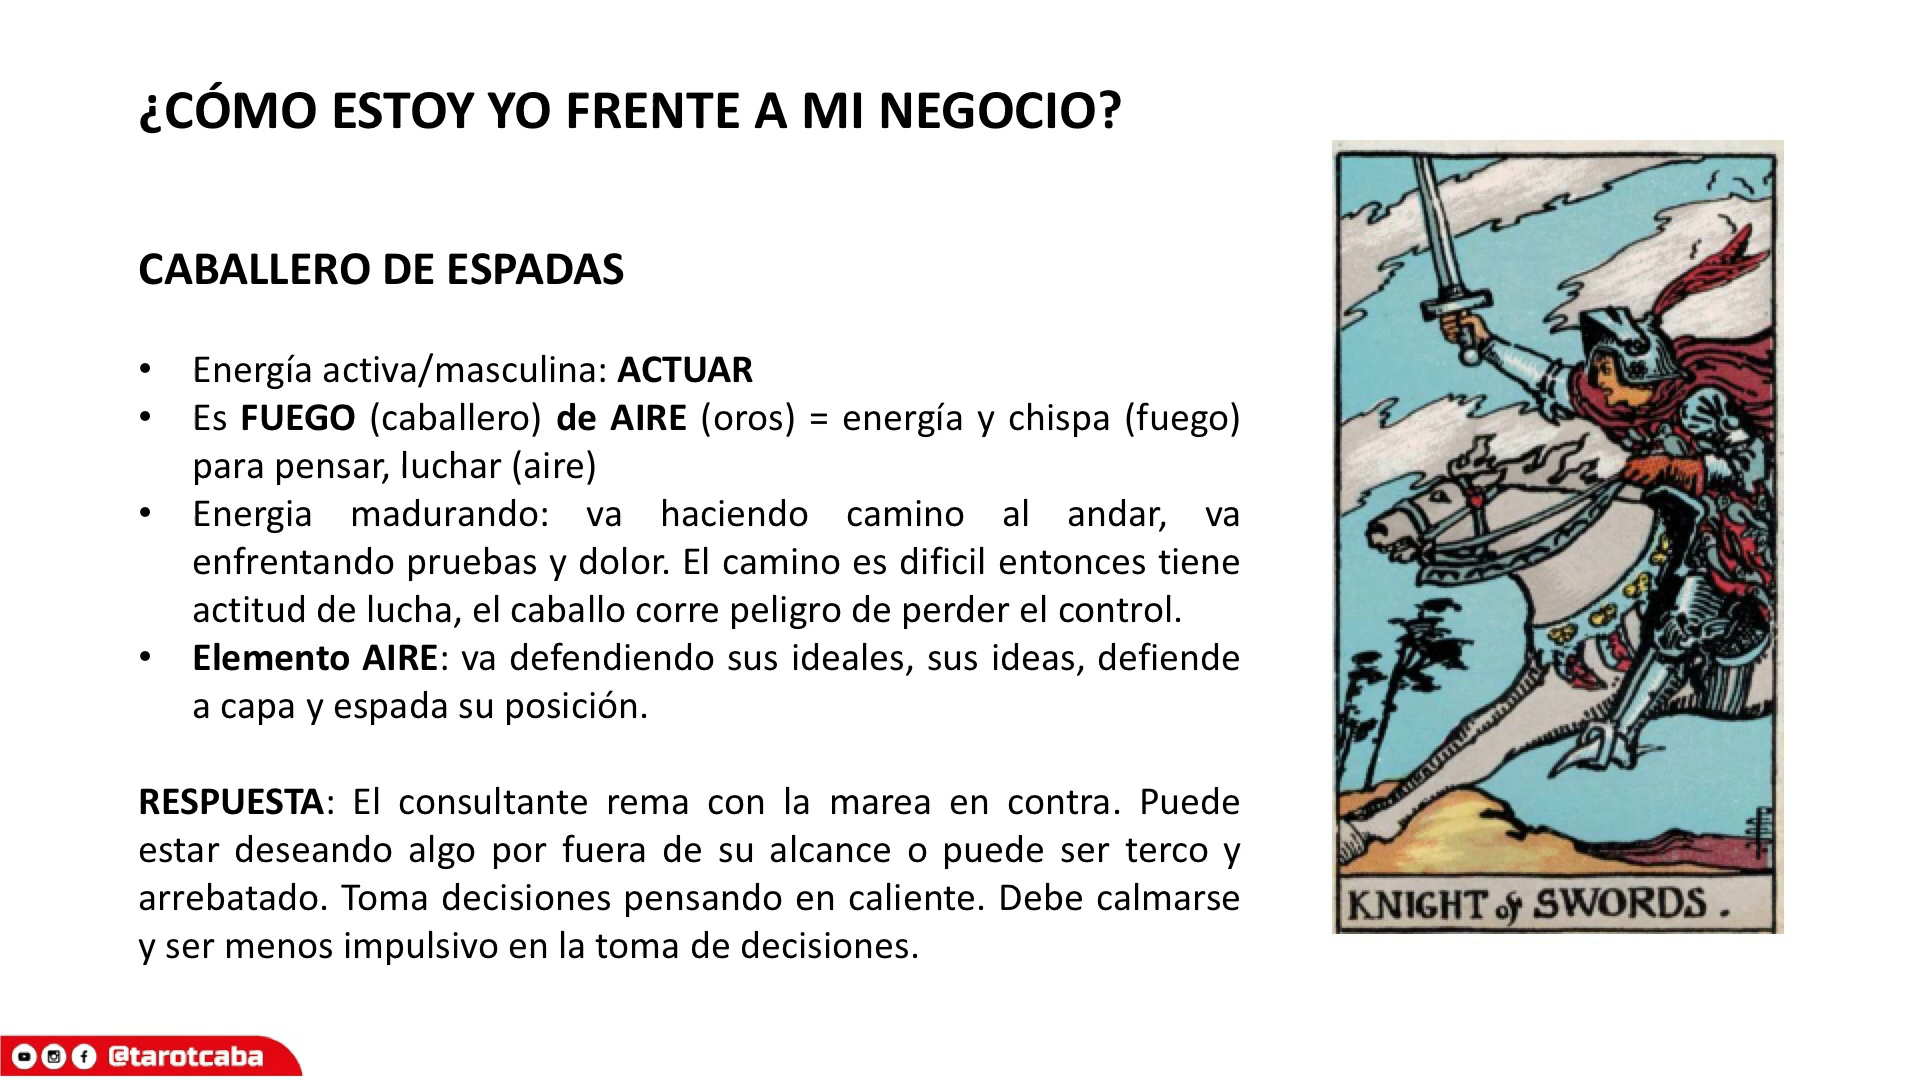 ¿CÓMO ESTOY YO FRENTE A MI NEGOCIO?
CABALLERO DE ESPADAS
• Energía activa/masculina: ACTUAR
• Es FUEGO (caballero) de AIRE (oros) = energía y chispa (fuego)
para pensar, luchar (aire)
• Energia madurando: va haciendo camino al andar, va
enfrentando pruebas y dolor. El camino es dificil entonces tiene
actitud de lucha, el caballo corre peligro de perder el control.
• Elemento AIRE: va defendiendo sus ideales, sus ideas, defiende
a capa y espada su posición.
RESPUESTA: El consultante rema con la marea en contra. Puede
estar deseando algo por fuera de su alcance o puede ser terco y
arrebatado. Toma decisiones pensando en caliente. Debe calmarse
y ser menos impulsivo en la toma de decisiones.
KNIGHT of SWORDS.
@tarotcaba